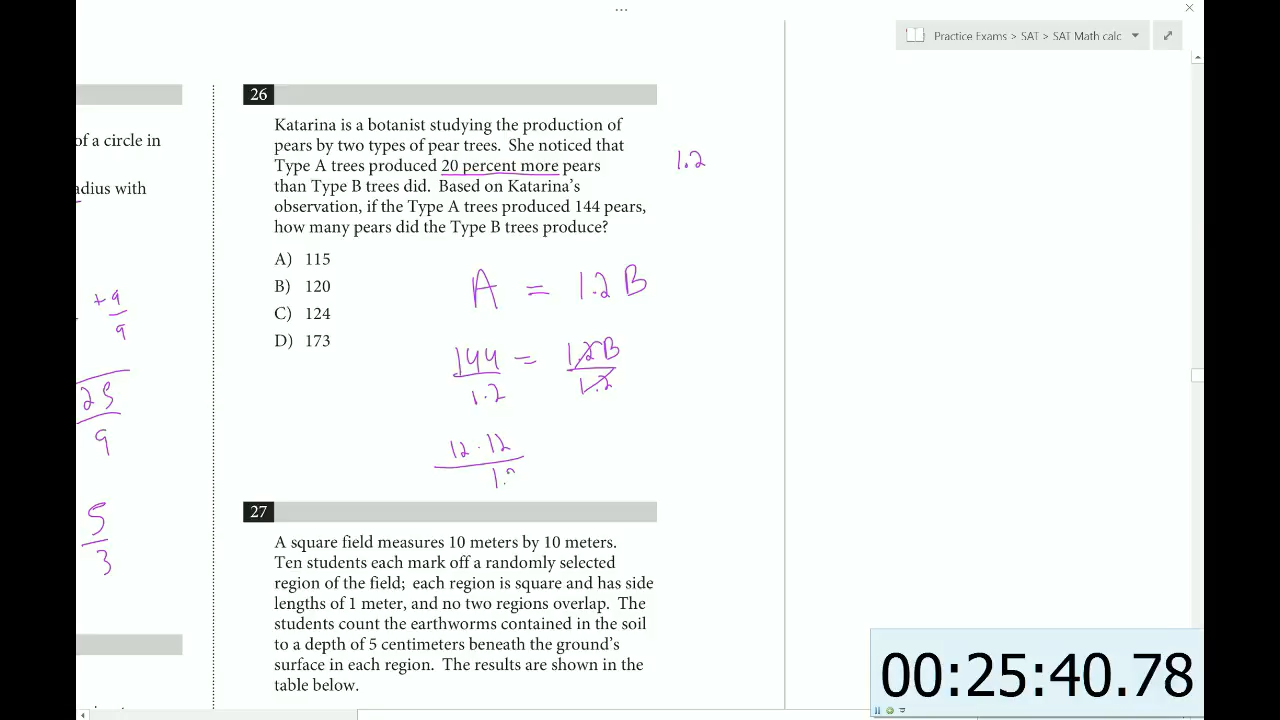 ...
Practice Exams > SAT > SAT Math calc
of a circle in
adius with
+ 9/9
25/9
5/3
26
Katarina is a botanist studying the production of
pears by two types of pear trees. She noticed that
Type A trees produced 20 percent more pears
than Type B trees did. Based on Katarina's
observation, if the Type A trees produced 144 pears,
how many pears did the Type B trees produce?
1.2
A) 115
B) 120
C) 124
D) 173
A = 1.2 B
144/1.2 = 1.2B/1.2
12 · 12
27
A square field measures 10 meters by 10 meters.
Ten students each mark off a randomly selected
region of the field; each region is square and has side
lengths of 1 meter, and no two regions overlap. The
students count the earthworms contained in the soil
to a depth of 5 centimeters beneath the ground's
surface in each region. The results are shown in the
table below.
00:25:40.78